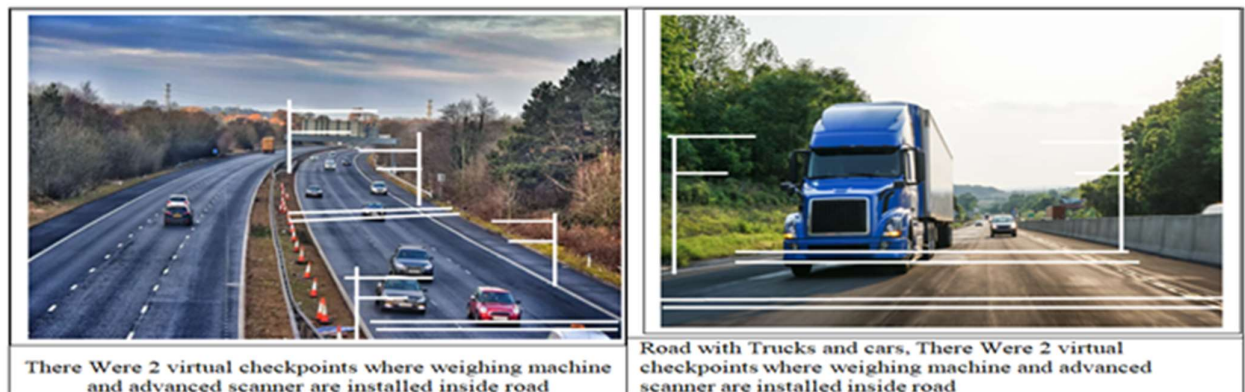 There Were 2 virtual checkpoints where weighing machine
and advanced scanner are installed inside road
Road with Trucks and cars, There Were 2 virtual
checkpoints where weighing machine and advanced
scanner are installed inside road